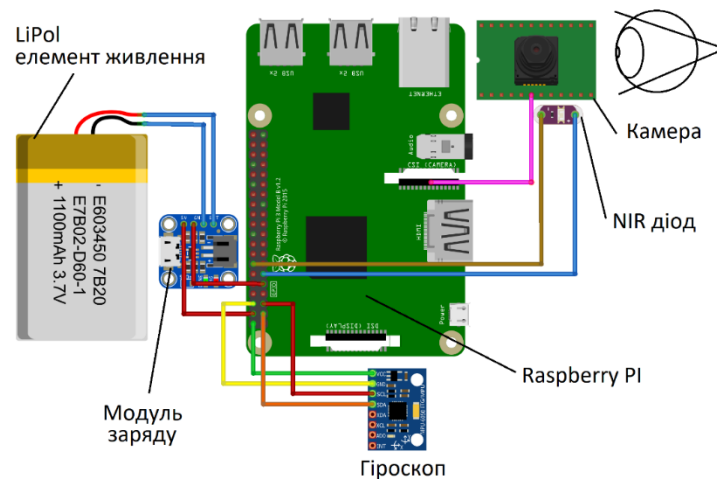 LiPol
елемент живлення
- E603450 7B20
E7B02-D60-1
+ 1100mAh 3.7V
Модуль
заряду
USB 2x
USB 2x
ETHERNET
Audio
CSI (CAMERA)
HDMI
Raspberry Pi 3 Model B v1.2
© Raspberry Pi 2015
GPIO
Power
DSI (DISPLAY)
Камера
NIR діод
Raspberry PI
VCC
GND
SCL
SDA
XDA
XCL
ADO
INT
Гіроскоп